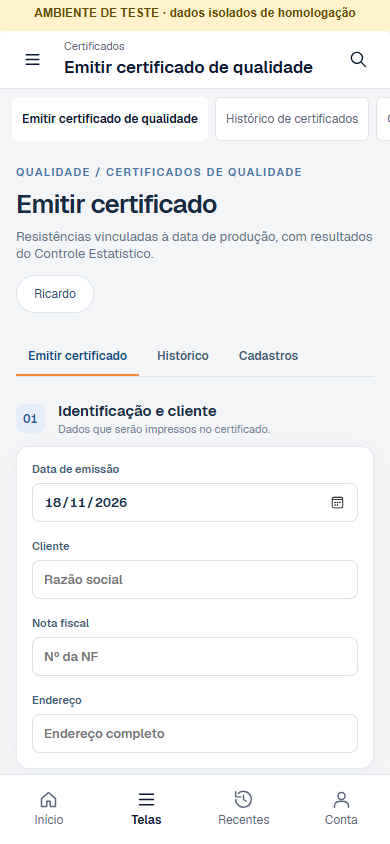 AMBIENTE DE TESTE · dados isolados de homologação
Certificados
Emitir certificado de qualidade
Emitir certificado de qualidade
Histórico de certificados
QUALIDADE / CERTIFICADOS DE QUALIDADE
Emitir certificado
Resistências vinculadas à data de produção, com resultados
do Controle Estatístico.
Ricardo
Emitir certificado
Histórico
Cadastros
01
Identificação e cliente
Dados que serão impressos no certificado.
Data de emissão
18/11/2026
Cliente
Razão social
Nota fiscal
Nº da NF
Endereço
Endereço completo
Início
Telas
Recentes
Conta